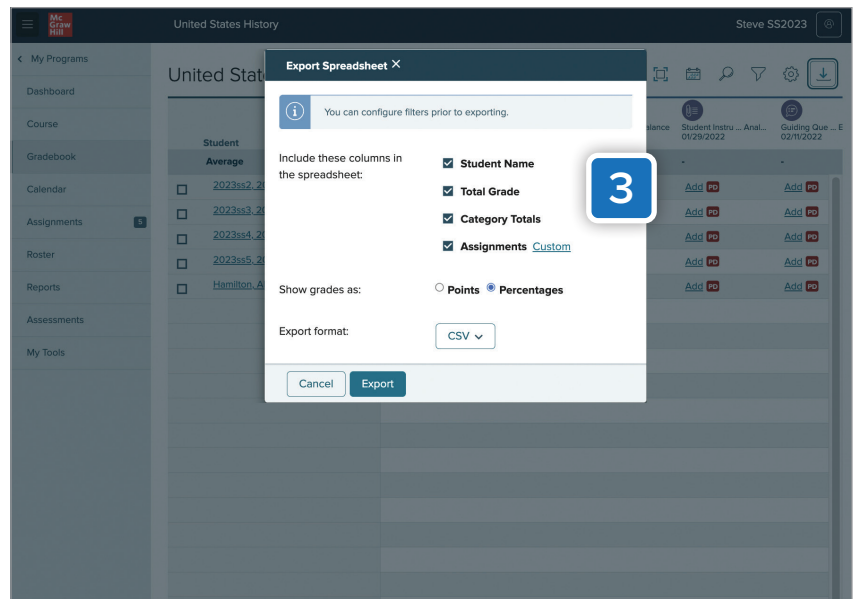 Mc
Graw
Hill
United States History
Steve SS2023
My Programs
Dashboard
Course
Gradebook
Calendar
Assignments 5
Roster
Reports
Assessments
My Tools
United Stat
Export Spreadsheet ×
i You can configure filters prior to exporting.
Include these columns in
the spreadsheet:
Student Name
Total Grade
Category Totals
Assignments Custom
Show grades as:
Points Percentages
Export format:
CSV
Cancel Export
3
alance
Student Instru ... Anal...
01/29/2022
Guiding Que ... E
02/11/2022
Student
Average - -
2023ss2, 20 Add PD Add PD
2023ss3, 20 Add PD Add PD
2023ss4, 20 Add PD Add PD
2023ss5, 20 Add PD Add PD
Hamilton, A Add PD Add PD